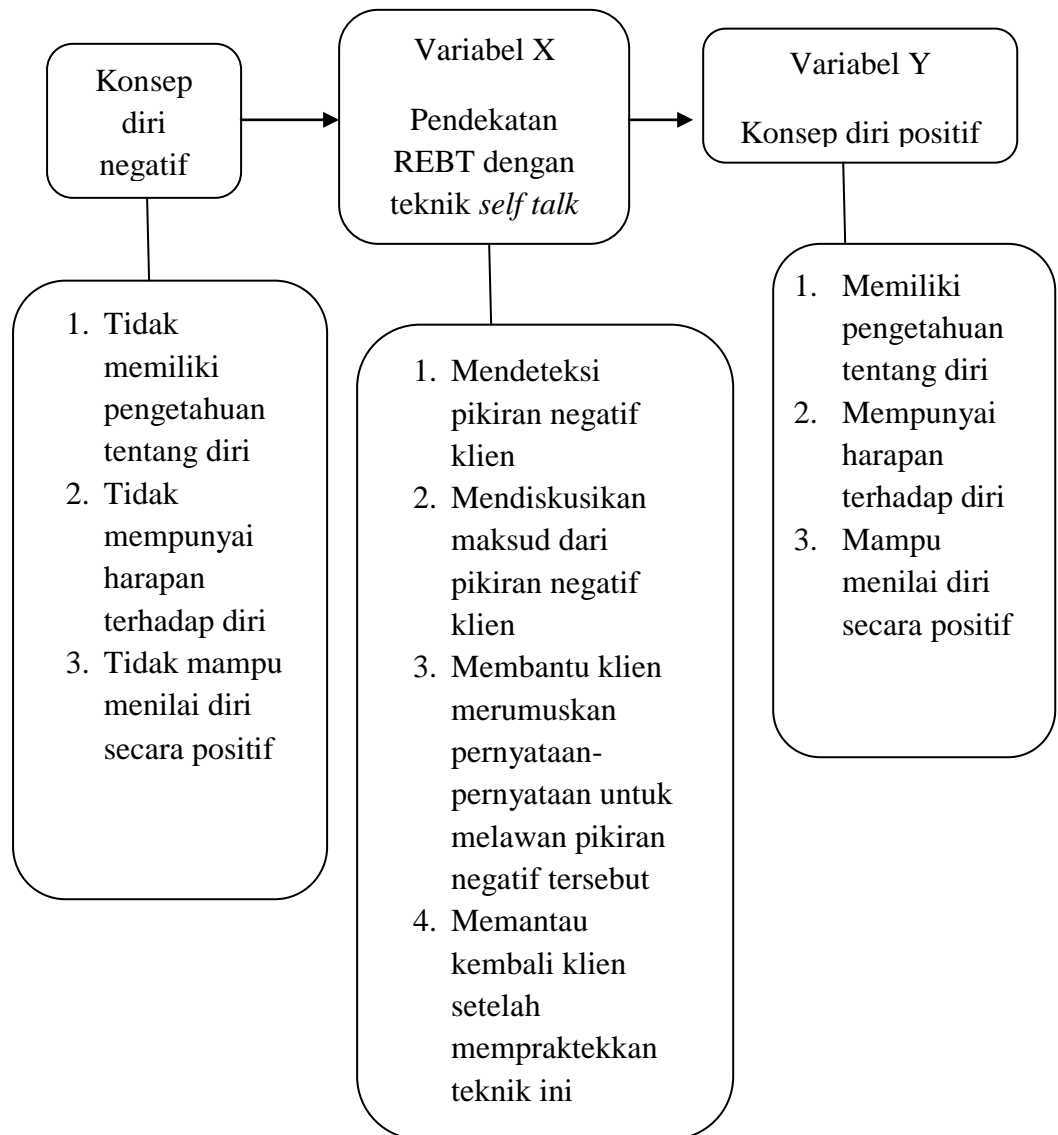 Konsep
diri
negatif
Variabel X
Pendekatan
REBT dengan
teknik self talk
Variabel Y
Konsep diri positif
1. Tidak
memiliki
pengetahuan
tentang diri
2. Tidak
mempunyai
harapan
terhadap diri
3. Tidak mampu
menilai diri
secara positif
1. Mendeteksi
pikiran negatif
klien
2. Mendiskusikan
maksud dari
pikiran negatif
klien
3. Membantu klien
merumuskan
pernyataan-
pernyataan untuk
melawan pikiran
negatif tersebut
4. Memantau
kembali klien
setelah
mempraktekkan
teknik ini
1. Memiliki
pengetahuan
tentang diri
2. Mempunyai
harapan
terhadap diri
3. Mampu
menilai diri
secara positif